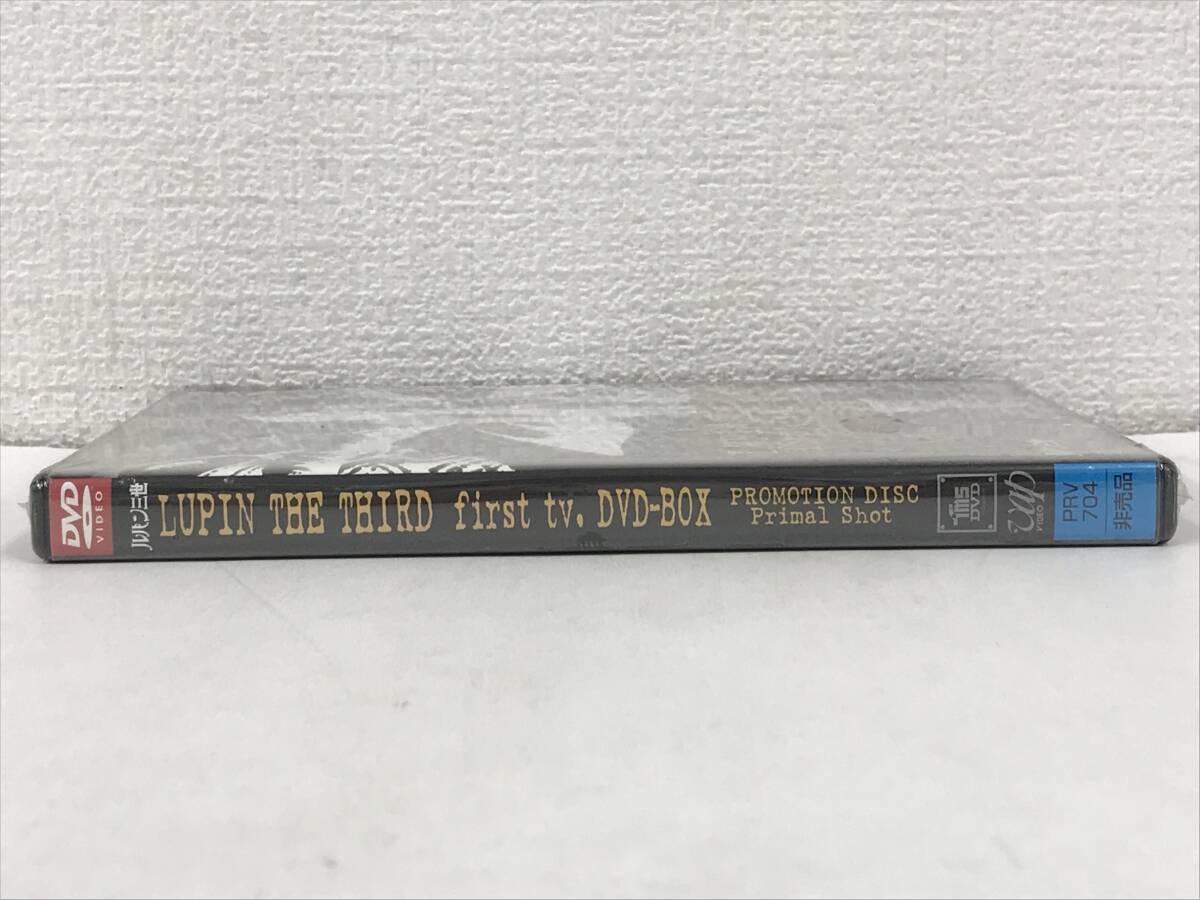 DVD
VIDEO
ルパン三世
LUPIN THE THIRD first tv. DVD-BOX
PROMOTION DISC
Primal Shot
TMS
DVD
vap
VIDEO
PRV
704
非売品